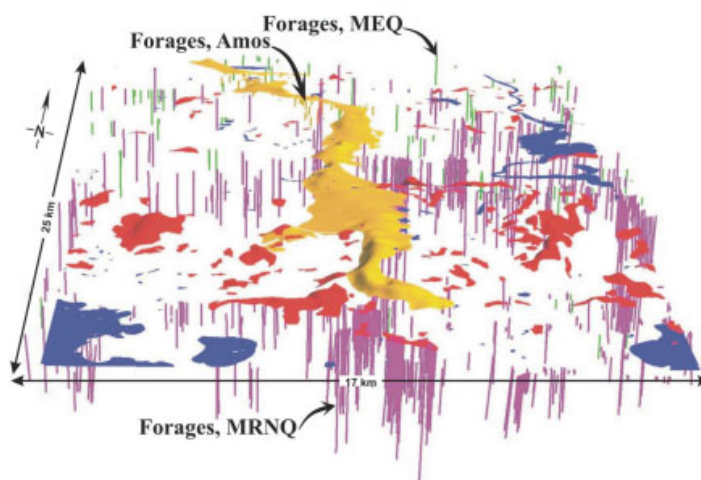 Forages, MEQ
Forages, Amos
-N-
25 km
17 km
Forages, MRNQ